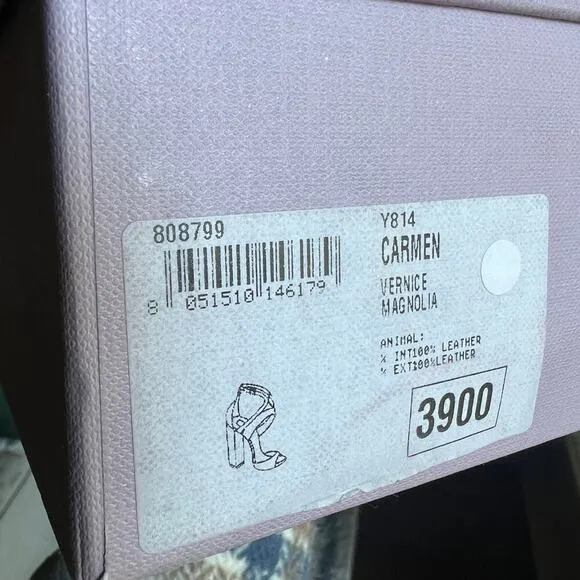 808799
8 051510 146179
Y814
CARMEN
VERNICE
MAGNOLIA
ANIMAL:
% INT100% LEATHER
% EXT100%LEATHER
3900